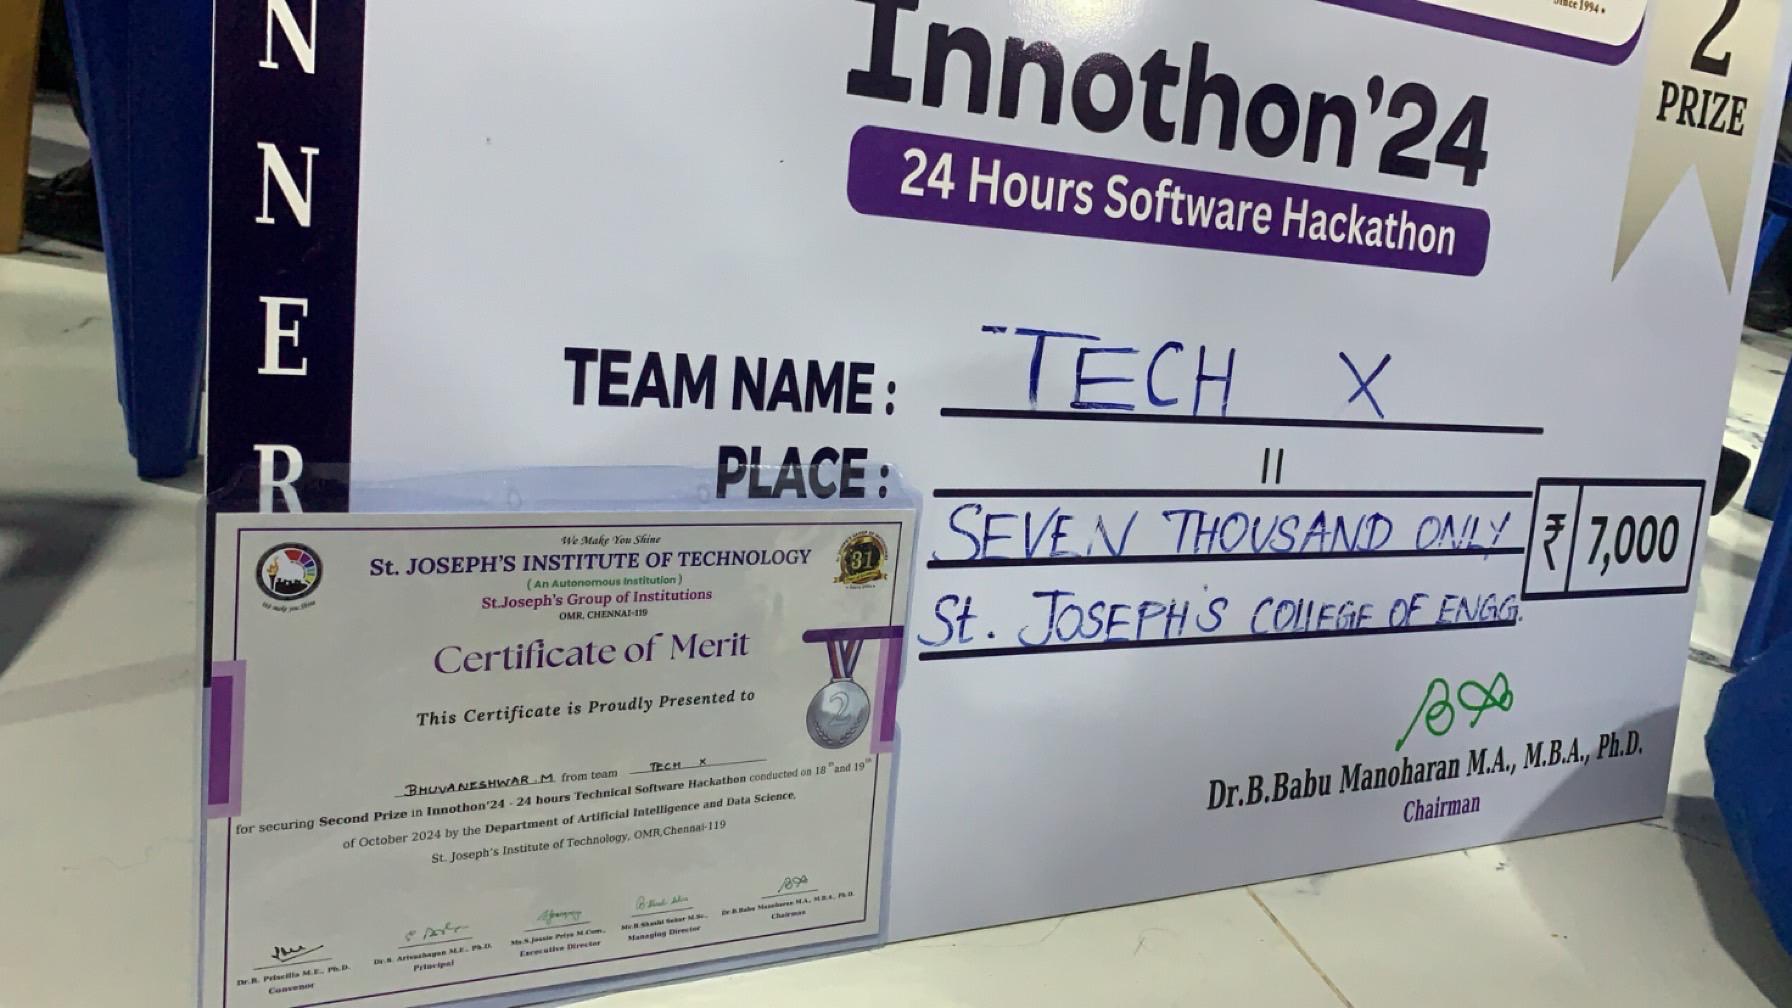 N
N
E
R
Since 1994
Innothon'24
24 Hours Software Hackathon
2
PRIZE
TEAM NAME : TECH X
PLACE : II
SEVEN THOUSAND ONLY ₹ 7,000
St. JOSEPH'S COLLEGE OF ENGG.
Dr.B.Babu Manoharan M.A., M.B.A., Ph.D.
Chairman
We Make You Shine
St. JOSEPH'S INSTITUTE OF TECHNOLOGY
(An Autonomous Institution)
St.Joseph's Group of Institutions
OMR, CHENNAI-119
31
We make you Shine
Certificate of Merit
2
This Certificate is Proudly Presented to
BHUVANESHWAR.M from team TECH X
for securing Second Prize in Innothon'24 - 24 hours Technical Software Hackathon conducted on 18th and 19th
of October 2024 by the Department of Artificial Intelligence and Data Science,
St. Joseph's Institute of Technology, OMR,Chennai-119
Dr.R. Priscilla M.E., Ph.D.
Convenor
Dr.S. Arivazhagan M.E., Ph.D.
Principal
Ms.S.Jessie Priya M.Com.,
Executive Director
Mr.B.Shashi Sekar M.Sc.,
Managing Director
Dr.B.Babu Manoharan M.A., M.B.A., Ph.D.
Chairman